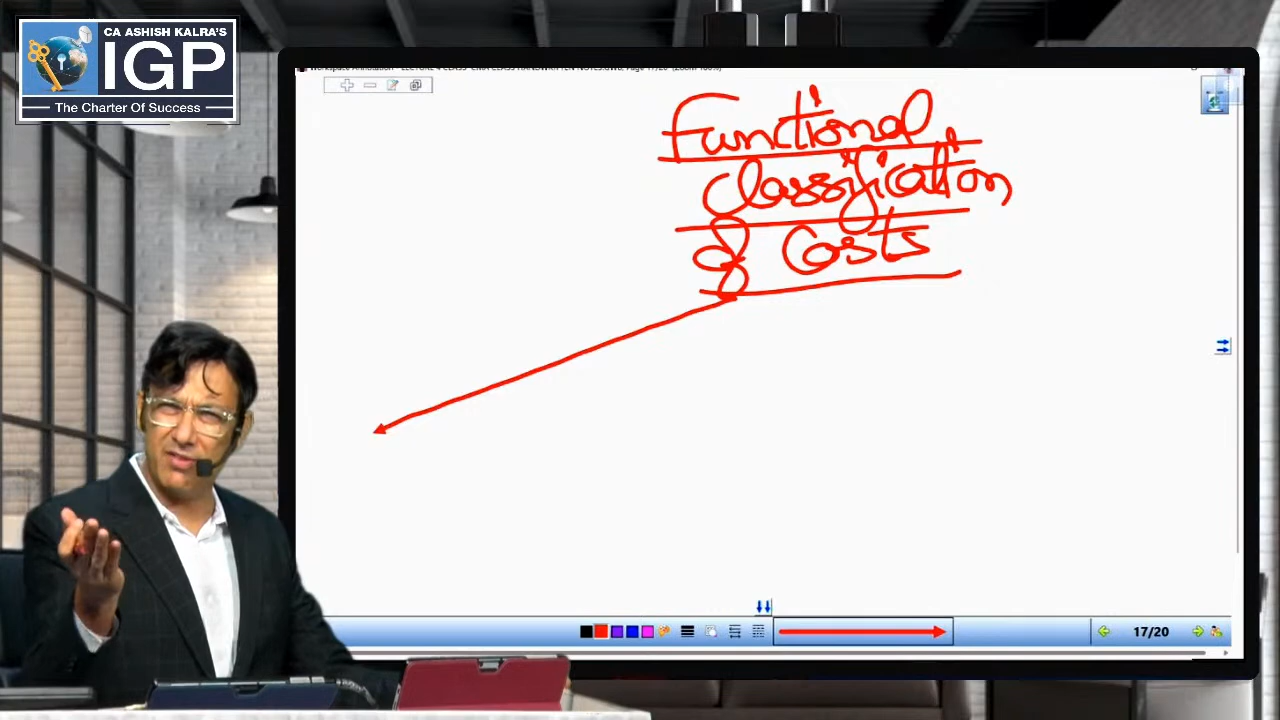 CA ASHISH KALRA'S
IGP
The Charter Of Success
Functional
Classification
of Costs
17/20